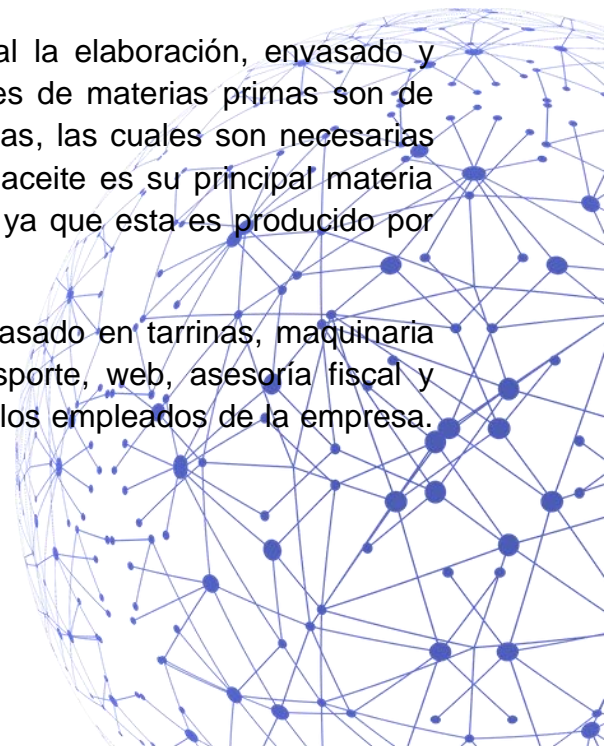 al la elaboración, envasado y
es de materias primas son de
as, las cuales son necesarias
aceite es su principal materia
ya que esta es producido por
asado en tarrinas, maquinaria
sporte, web, asesoría fiscal y
los empleados de la empresa.